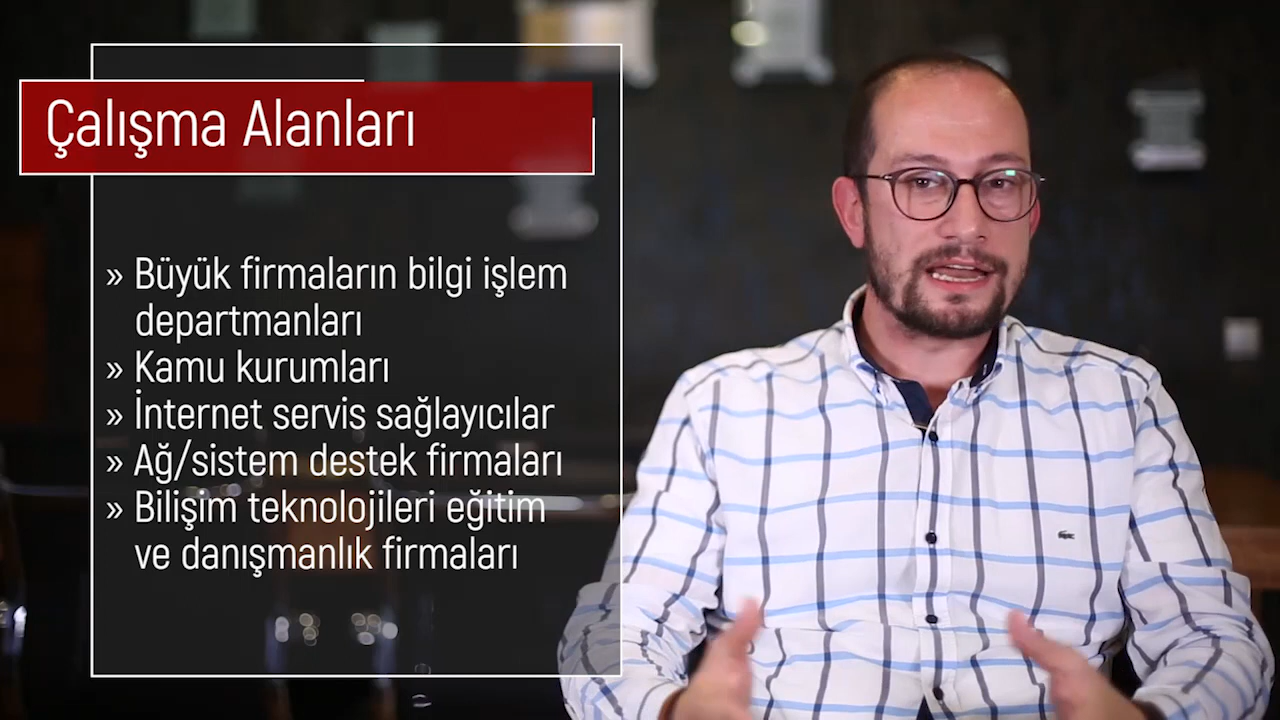 Çalışma Alanları
» Büyük firmaların bilgi işlem
departmanları
» Kamu kurumları
» İnternet servis sağlayıcılar
» Ağ/sistem destek firmaları
» Bilişim teknolojileri eğitim
ve danışmanlık firmaları